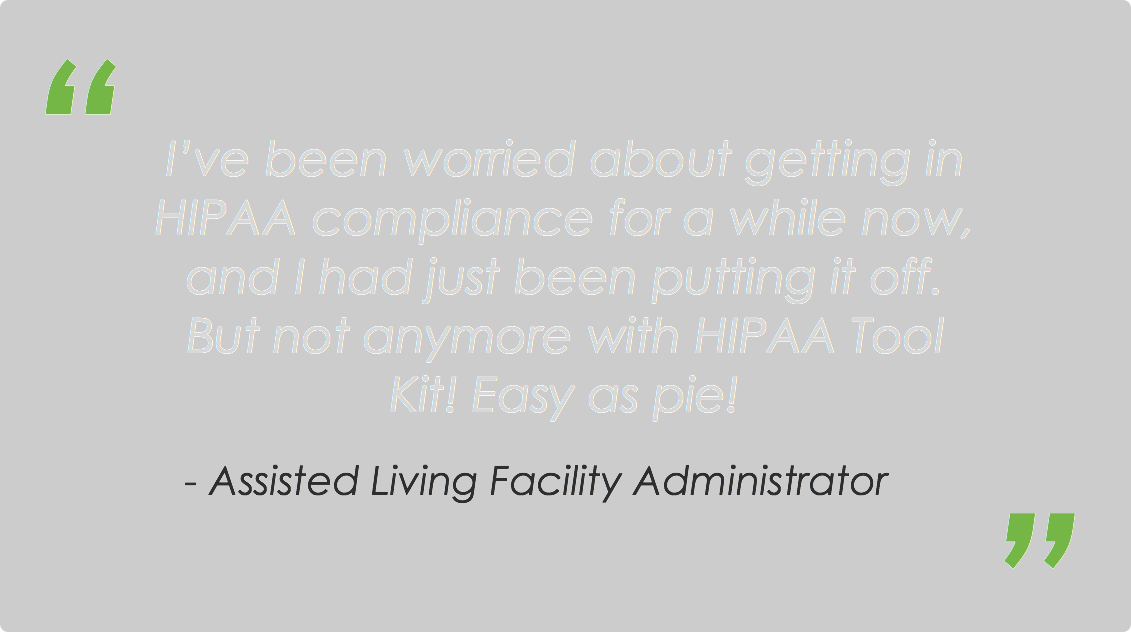 “
I’ve been worried about getting in
HIPAA compliance for a while now,
and I had just been putting it off.
But not anymore with HIPAA Tool
Kit! Easy as pie!
- Assisted Living Facility Administrator
”